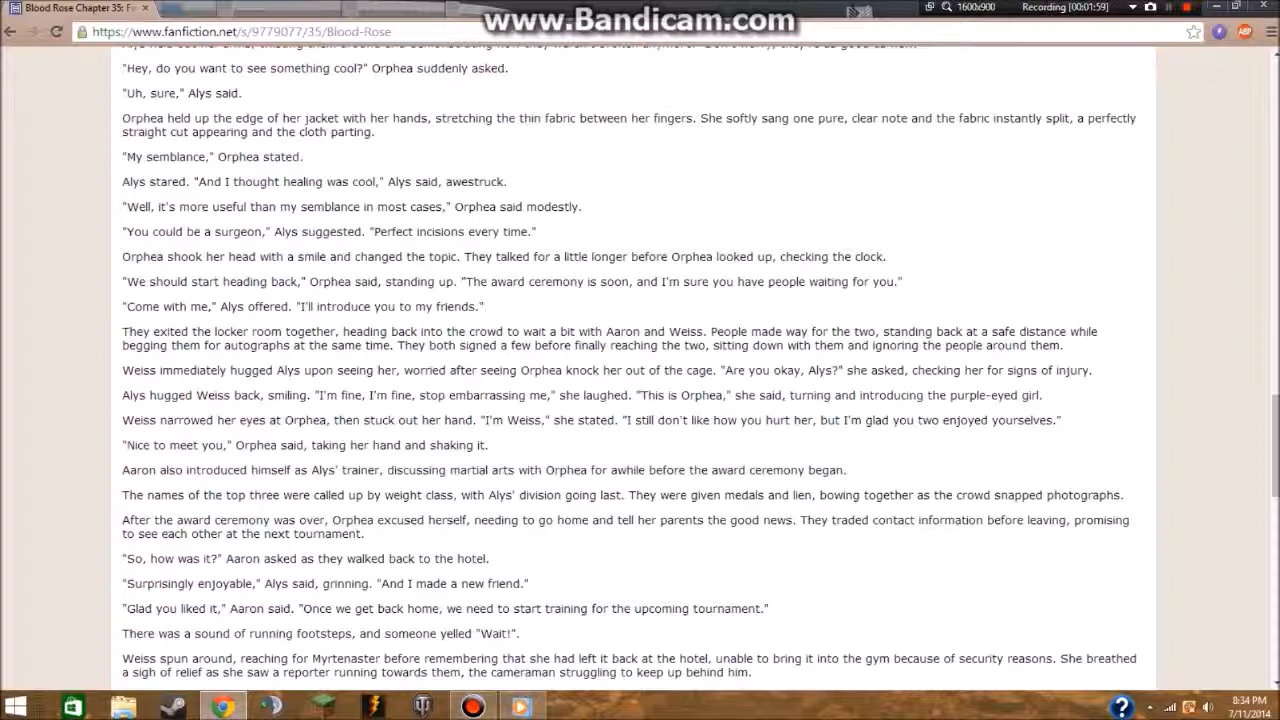 Blood Rose Chapter 35: Fi
www.Bandicam.com
1600x900
Recording [00:01:59]
https://www.fanfiction.net/s/9779077/35/Blood-Rose
ABP
"Hey, do you want to see something cool?" Orphea suddenly asked.
"Uh, sure," Alys said.
Orphea held up the edge of her jacket with her hands, stretching the thin fabric between her fingers. She softly sang one pure, clear note and the fabric instantly split, a perfectly
straight cut appearing and the cloth parting.
"My semblance," Orphea stated.
Alys stared. "And I thought healing was cool," Alys said, awestruck.
"Well, it's more useful than my semblance in most cases," Orphea said modestly.
"You could be a surgeon," Alys suggested. "Perfect incisions every time."
Orphea shook her head with a smile and changed the topic. They talked for a little longer before Orphea looked up, checking the clock.
"We should start heading back," Orphea said, standing up. "The award ceremony is soon, and I'm sure you have people waiting for you."
"Come with me," Alys offered. "I'll introduce you to my friends."
They exited the locker room together, heading back into the crowd to wait a bit with Aaron and Weiss. People made way for the two, standing back at a safe distance while
begging them for autographs at the same time. They both signed a few before finally reaching the two, sitting down with them and ignoring the people around them.
Weiss immediately hugged Alys upon seeing her, worried after seeing Orphea knock her out of the cage. "Are you okay, Alys?" she asked, checking her for signs of injury.
Alys hugged Weiss back, smiling. "I'm fine, I'm fine, stop embarrassing me," she laughed. "This is Orphea," she said, turning and introducing the purple-eyed girl.
Weiss narrowed her eyes at Orphea, then stuck out her hand. "I'm Weiss," she stated. "I still don't like how you hurt her, but I'm glad you two enjoyed yourselves."
"Nice to meet you," Orphea said, taking her hand and shaking it.
Aaron also introduced himself as Alys' trainer, discussing martial arts with Orphea for awhile before the award ceremony began.
The names of the top three were called up by weight class, with Alys' division going last. They were given medals and lien, bowing together as the crowd snapped photographs.
After the award ceremony was over, Orphea excused herself, needing to go home and tell her parents the good news. They traded contact information before leaving, promising
to see each other at the next tournament.
"So, how was it?" Aaron asked as they walked back to the hotel.
"Surprisingly enjoyable," Alys said, grinning. "And I made a new friend."
"Glad you liked it," Aaron said. "Once we get back home, we need to start training for the upcoming tournament."
There was a sound of running footsteps, and someone yelled "Wait!".
Weiss spun around, reaching for Myrtenaster before remembering that she had left it back at the hotel, unable to bring it into the gym because of security reasons. She breathed
a sigh of relief as she saw a reporter running towards them, the cameraman struggling to keep up behind him.
8:34 PM
7/11/2014